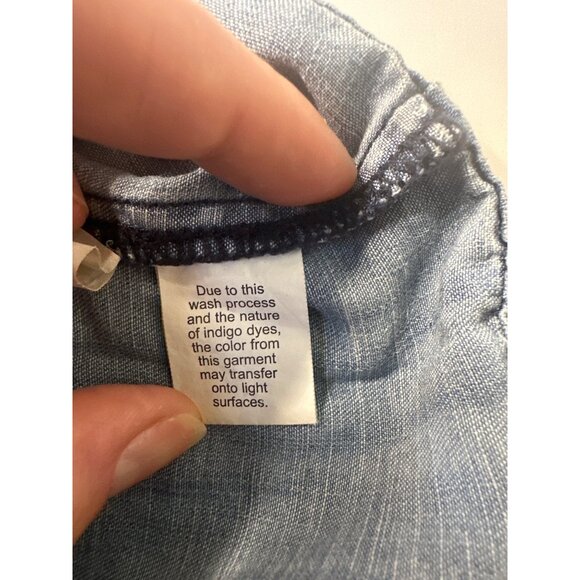 Due to this
wash process
and the nature
of indigo dyes,
the color from
this garment
may transfer
onto light
surfaces.